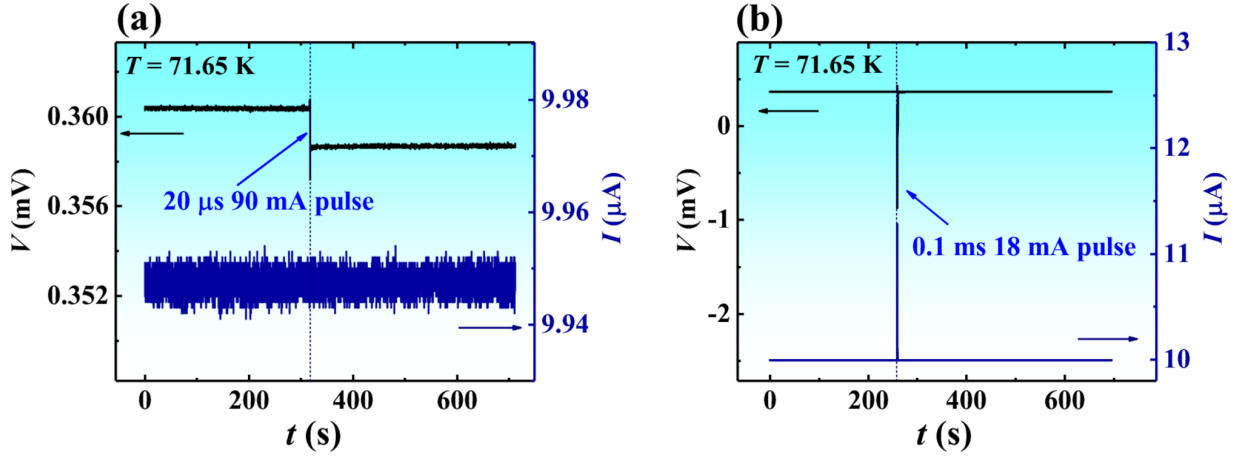 (a)
T = 71.65 K
0.360
0.356
0.352
V (mV)
20 μs 90 mA pulse
9.98
9.96
9.94
I (μA)
0
200
400
600
t (s)
(b)
T = 71.65 K
0
-1
-2
V (mV)
0.1 ms 18 mA pulse
13
12
11
10
I (μA)
0
200
400
600
t (s)